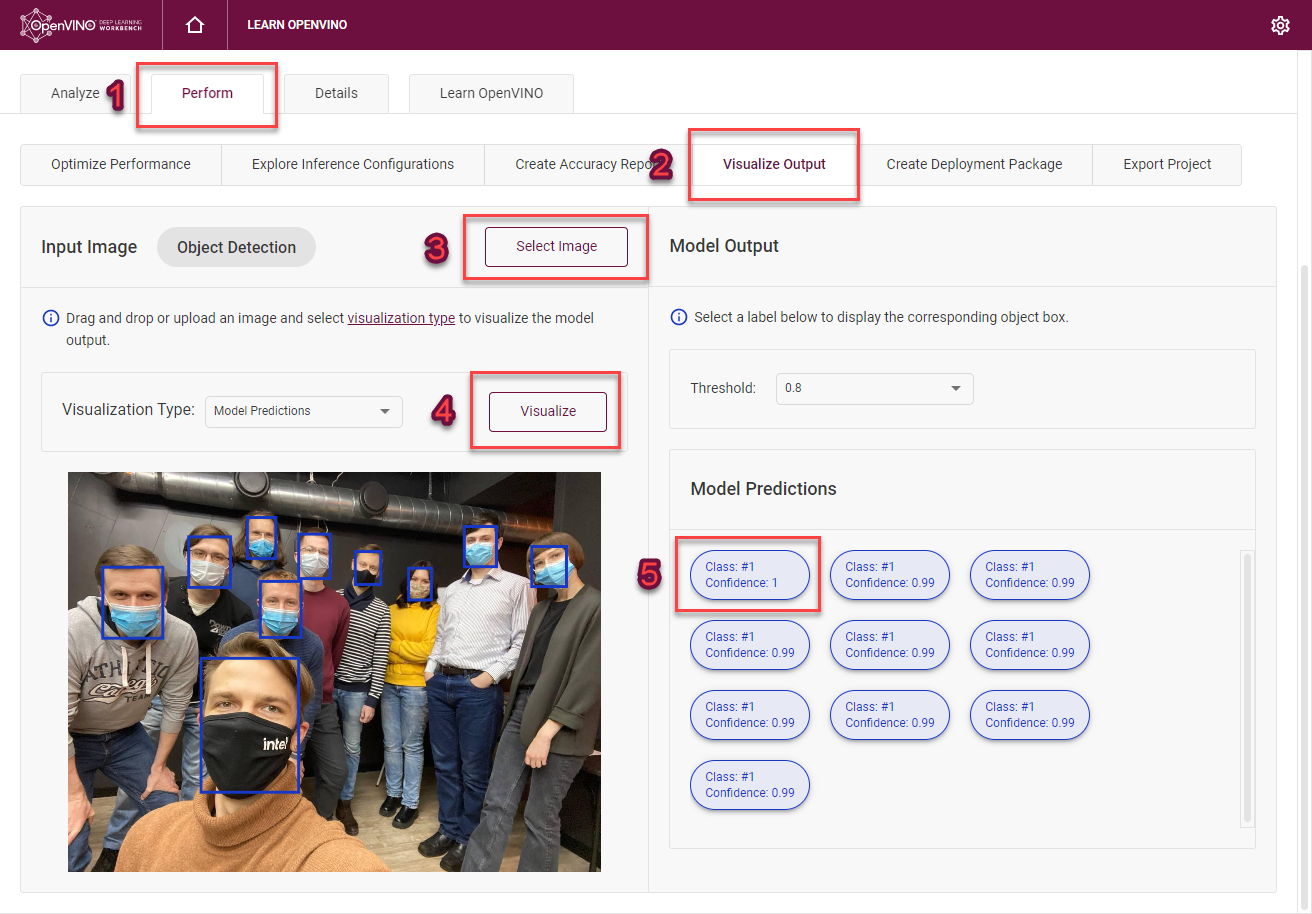 OpenVINO DEEP LEARNING WORKBENCH
LEARN OPENVINO
Analyze
1
Perform
Details
Learn OpenVINO
Optimize Performance
Explore Inference Configurations
Create Accuracy Repo
2
Visualize Output
Create Deployment Package
Export Project
Input Image
Object Detection
3
Select Image
Drag and drop or upload an image and select visualization type to visualize the model
output.
Visualization Type:
Model Predictions
4
Visualize
intel
Model Output
Select a label below to display the corresponding object box.
Threshold:
0.8
Model Predictions
5
Class: #1
Confidence: 1
Class: #1
Confidence: 0.99
Class: #1
Confidence: 0.99
Class: #1
Confidence: 0.99
Class: #1
Confidence: 0.99
Class: #1
Confidence: 0.99
Class: #1
Confidence: 0.99
Class: #1
Confidence: 0.99
Class: #1
Confidence: 0.99
Class: #1
Confidence: 0.99